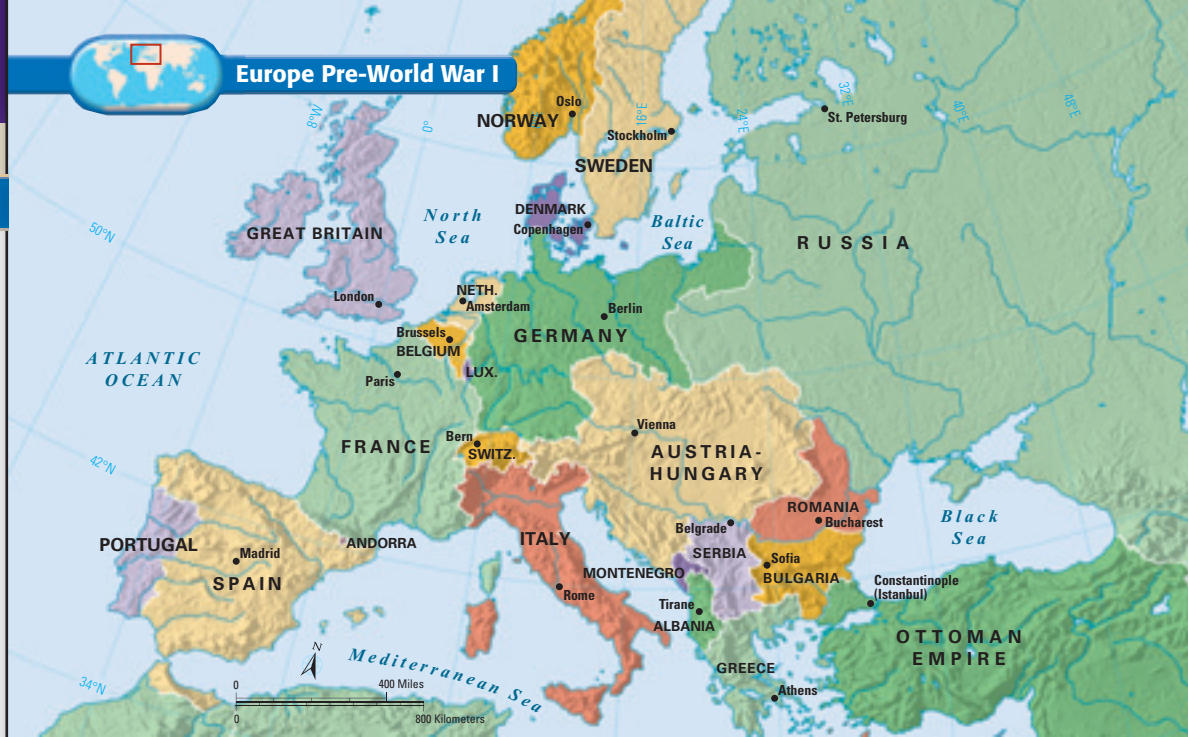 Europe Pre-World War I
8°W
0°
16°E
24°E
32°E
40°E
48°E
50°N
42°N
34°N
Oslo
NORWAY
Stockholm
SWEDEN
St. Petersburg
DENMARK
Copenhagen
North
Sea
Baltic
Sea
RUSSIA
GREAT BRITAIN
London
NETH.
Amsterdam
Berlin
GERMANY
Brussels
BELGIUM
LUX.
ATLANTIC
OCEAN
Paris
FRANCE
Bern
SWITZ.
Vienna
AUSTRIA-
HUNGARY
ROMANIA
Bucharest
Black
Sea
PORTUGAL
Madrid
SPAIN
ANDORRA
ITALY
Rome
Belgrade
SERBIA
MONTENEGRO
Sofia
BULGARIA
Constantinople
(Istanbul)
Tirane
ALBANIA
OTTOMAN
EMPIRE
GREECE
Athens
Mediterranean Sea
N
0
400 Miles
0
800 Kilometers